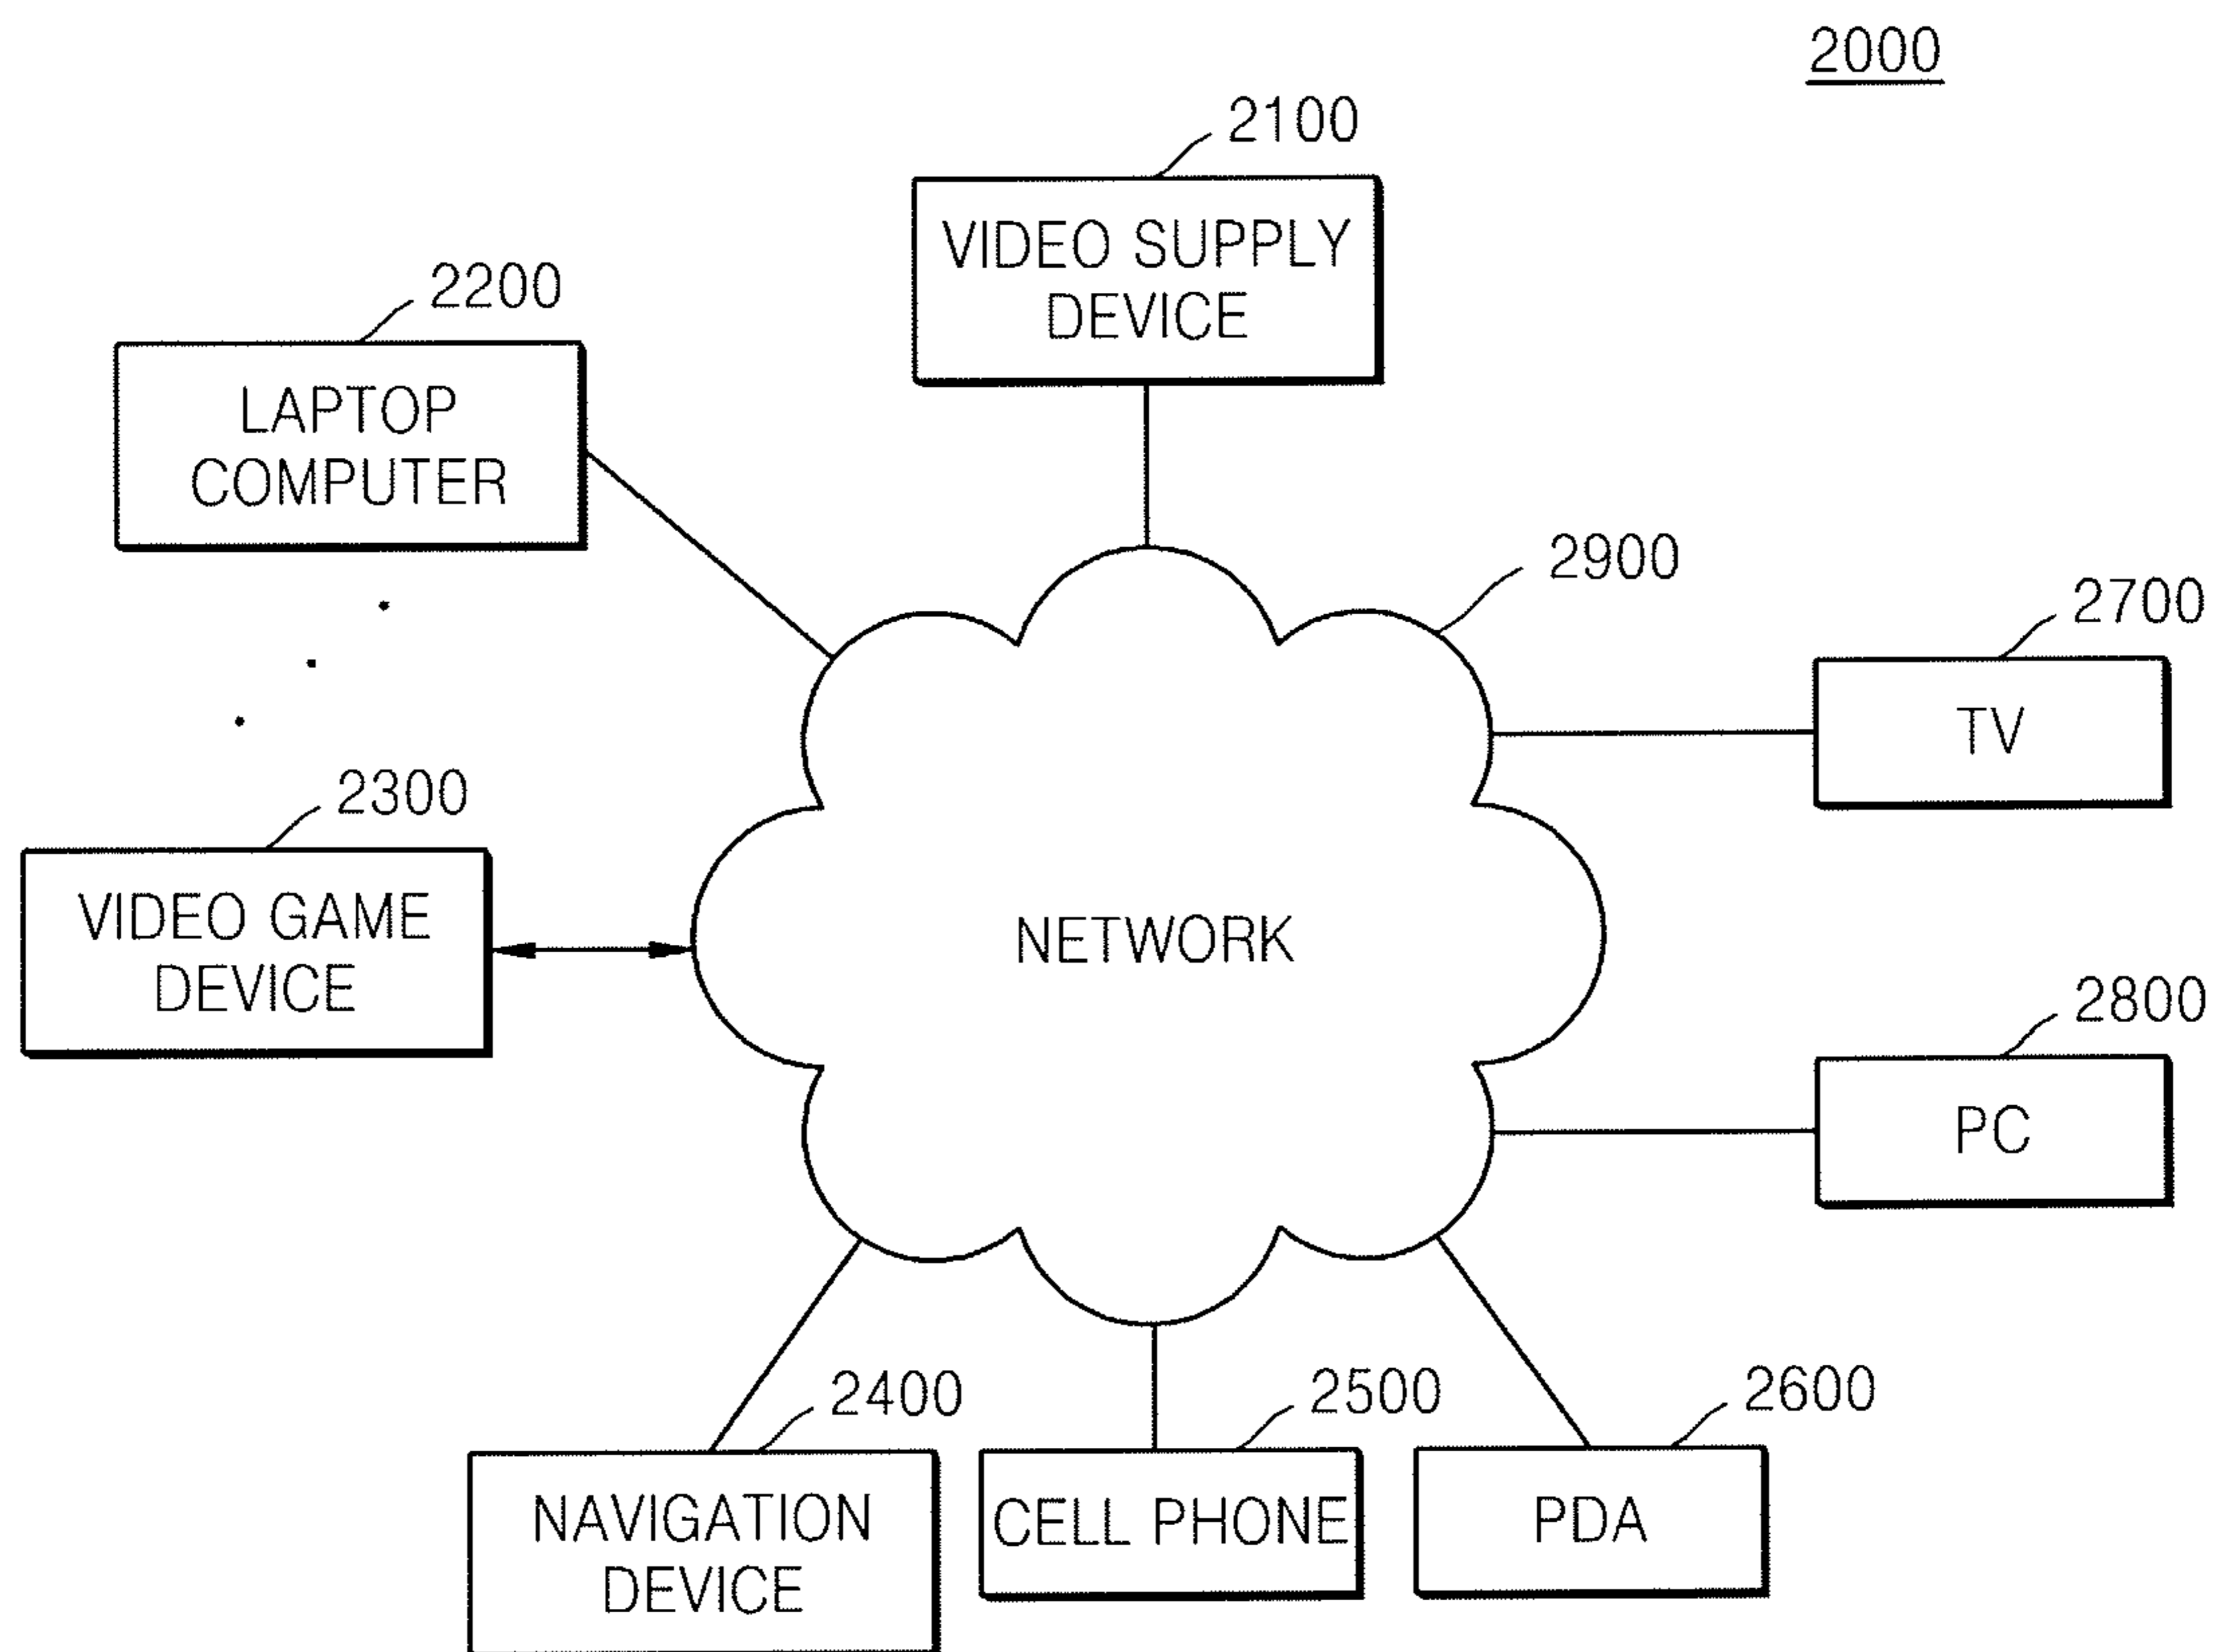 2000
2100
VIDEO SUPPLY
DEVICE
2200
LAPTOP
COMPUTER
2900
2700
TV
2300
VIDEO GAME
DEVICE
NETWORK
2800
PC
2400
NAVIGATION
DEVICE
2500
CELL PHONE
2600
PDA